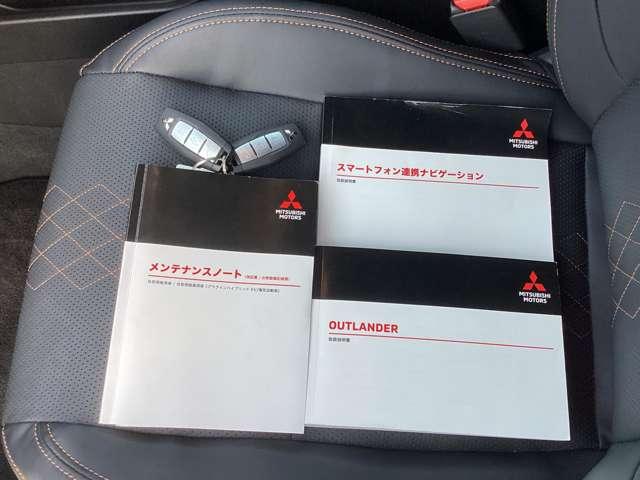 MITSUBISHI
MOTORS
スマートフォン連携ナビゲーション
取扱説明書
MITSUBISHI
MOTORS
メンテナンスノート
MITSUBISHI
MOTORS
OUTLANDER
取扱説明書